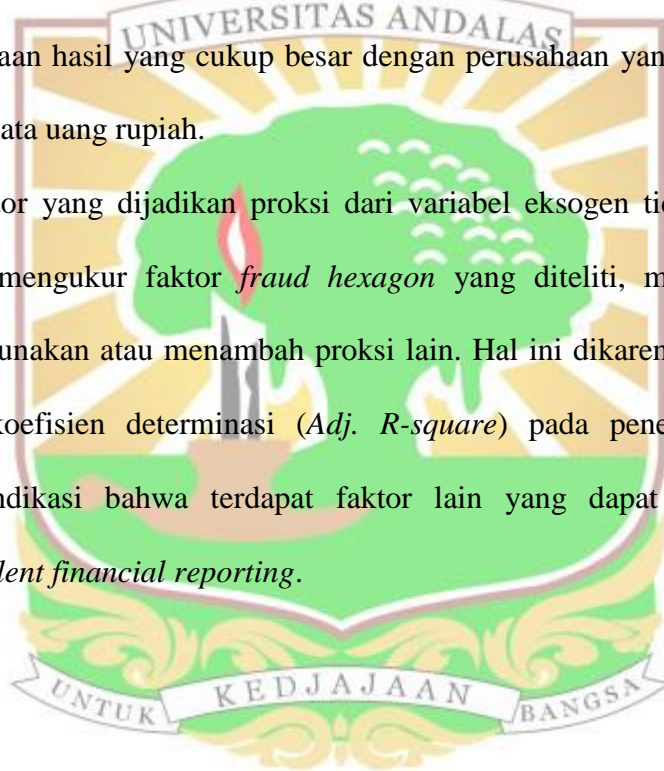 UNIVERSITAS ANDALAS
aan hasil yang cukup besar dengan perusahaan yan
ata uang rupiah.
or yang dijadikan proksi dari variabel eksogen tid
mengukur faktor fraud hexagon yang diteliti, m
unakan atau menambah proksi lain. Hal ini dikaren
koefisien determinasi (Adj. R-square) pada pene
ndikasi bahwa terdapat faktor lain yang dapat
lent financial reporting.
UNTUK KEDJAJAAN BANGSA